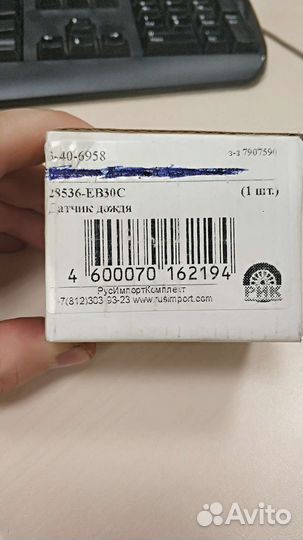 3-40-6958
з-з 7907590
28536-EB30C
(1 шт.)
Датчик дождя
4 600070 162194
РИК
РусИмпортКомплект
+7(812)303-93-23 www.rusimport.com
Avito